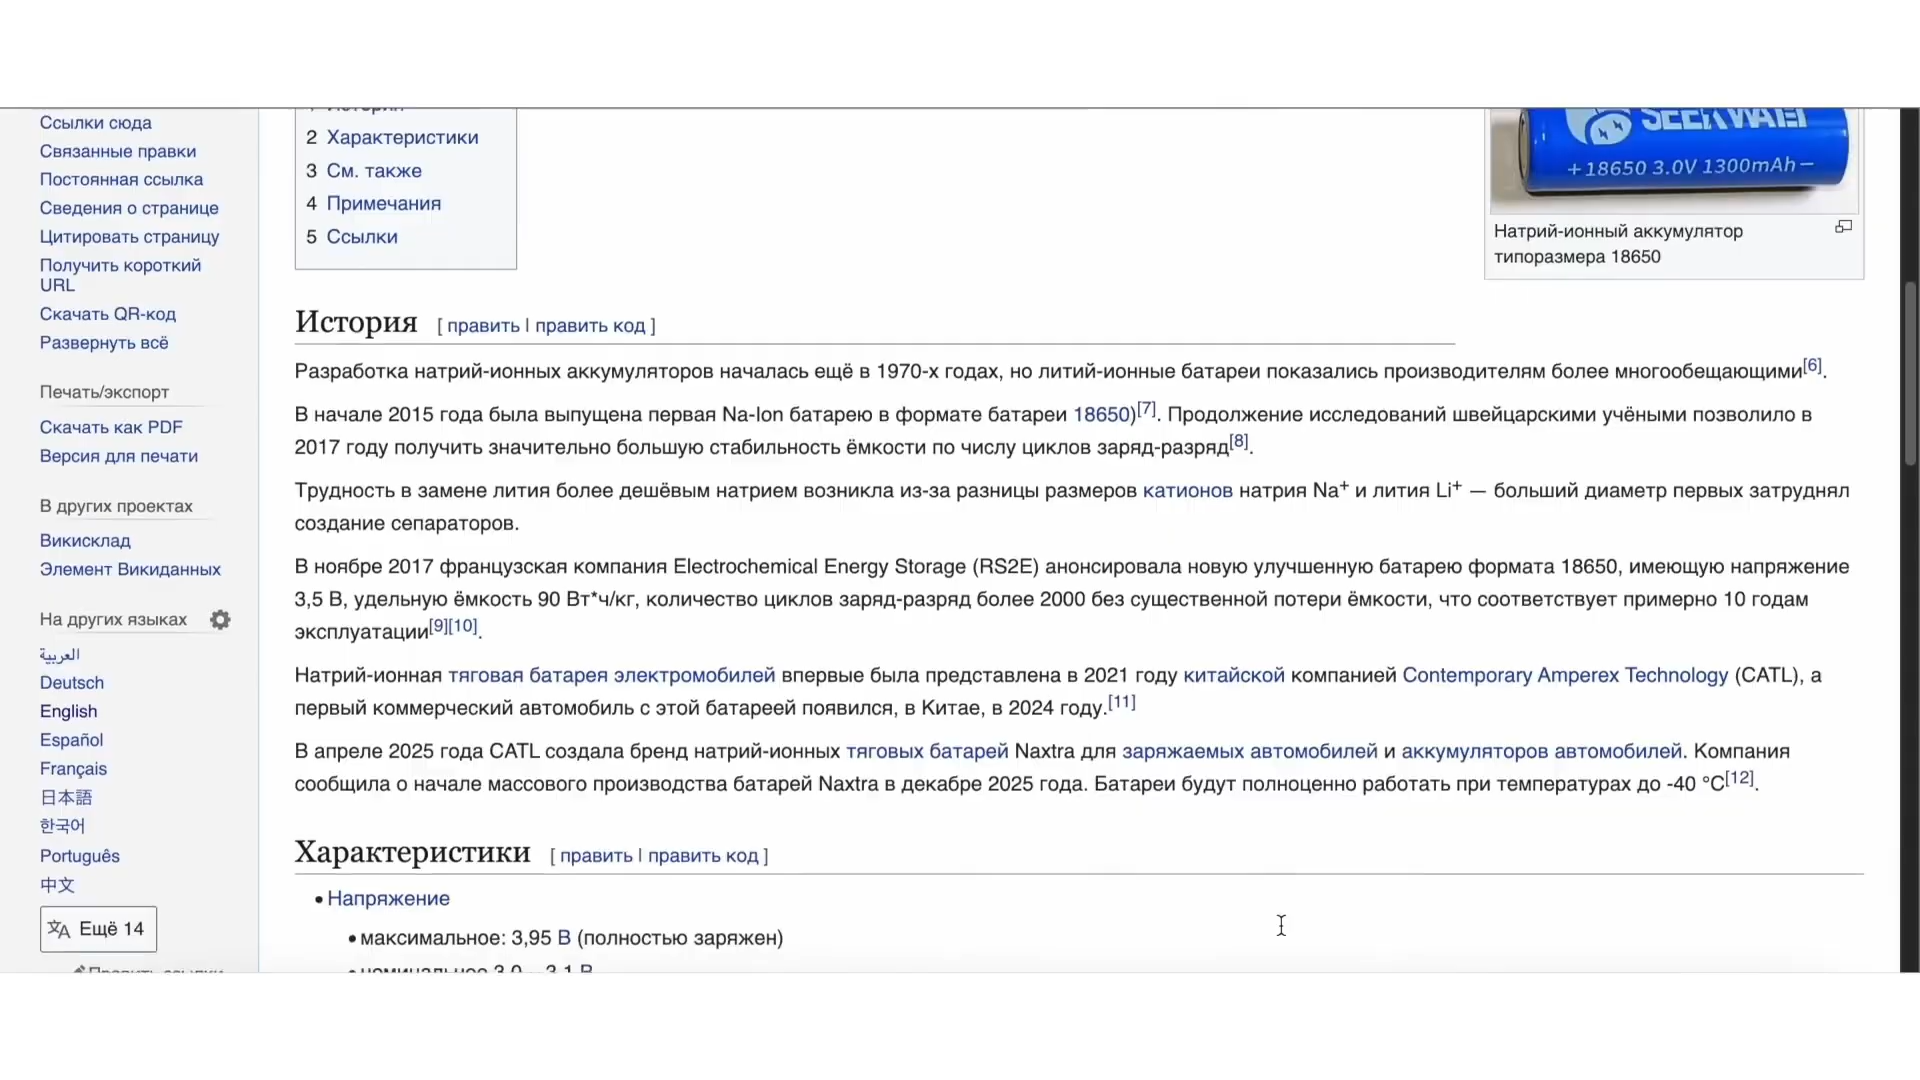 Ссылки сюда
Связанные правки
Постоянная ссылка
Сведения о странице
Цитировать страницу
Получить короткий
URL
Скачать QR-код
Развернуть всё
Печать/экспорт
Скачать как PDF
Версия для печати
В других проектах
Викисклад
Элемент Викиданных
На других языках
العربية
Deutsch
English
Español
Français
日本語
한국어
Português
中文
Ещё 14
2 Характеристики
3 См. также
4 Примечания
5 Ссылки
+18650 3.0V 1300mAh−
Натрий-ионный аккумулятор
типоразмера 18650
История [ править | править код ]
Разработка натрий-ионных аккумуляторов началась ещё в 1970-х годах, но литий-ионные батареи показались производителям более многообещающими[6].
В начале 2015 года была выпущена первая Na-Ion батарею в формате батареи 18650)[7]. Продолжение исследований швейцарскими учёными позволило в
2017 году получить значительно большую стабильность ёмкости по числу циклов заряд-разряд[8].
Трудность в замене лития более дешёвым натрием возникла из-за разницы размеров катионов натрия Na+ и лития Li+ — больший диаметр первых затруднял
создание сепараторов.
В ноябре 2017 французская компания Electrochemical Energy Storage (RS2E) анонсировала новую улучшенную батарею формата 18650, имеющую напряжение
3,5 В, удельную ёмкость 90 Вт*ч/кг, количество циклов заряд-разряд более 2000 без существенной потери ёмкости, что соответствует примерно 10 годам
эксплуатации[9][10].
Натрий-ионная тяговая батарея электромобилей впервые была представлена в 2021 году китайской компанией Contemporary Amperex Technology (CATL), а
первый коммерческий автомобиль с этой батареей появился, в Китае, в 2024 году.[11]
В апреле 2025 года CATL создала бренд натрий-ионных тяговых батарей Naxtra для заряжаемых автомобилей и аккумуляторов автомобилей. Компания
сообщила о начале массового производства батарей Naxtra в декабре 2025 года. Батареи будут полноценно работать при температурах до -40 °C[12].
Характеристики [ править | править код ]
• Напряжение
• максимальное: 3,95 В (полностью заряжен)